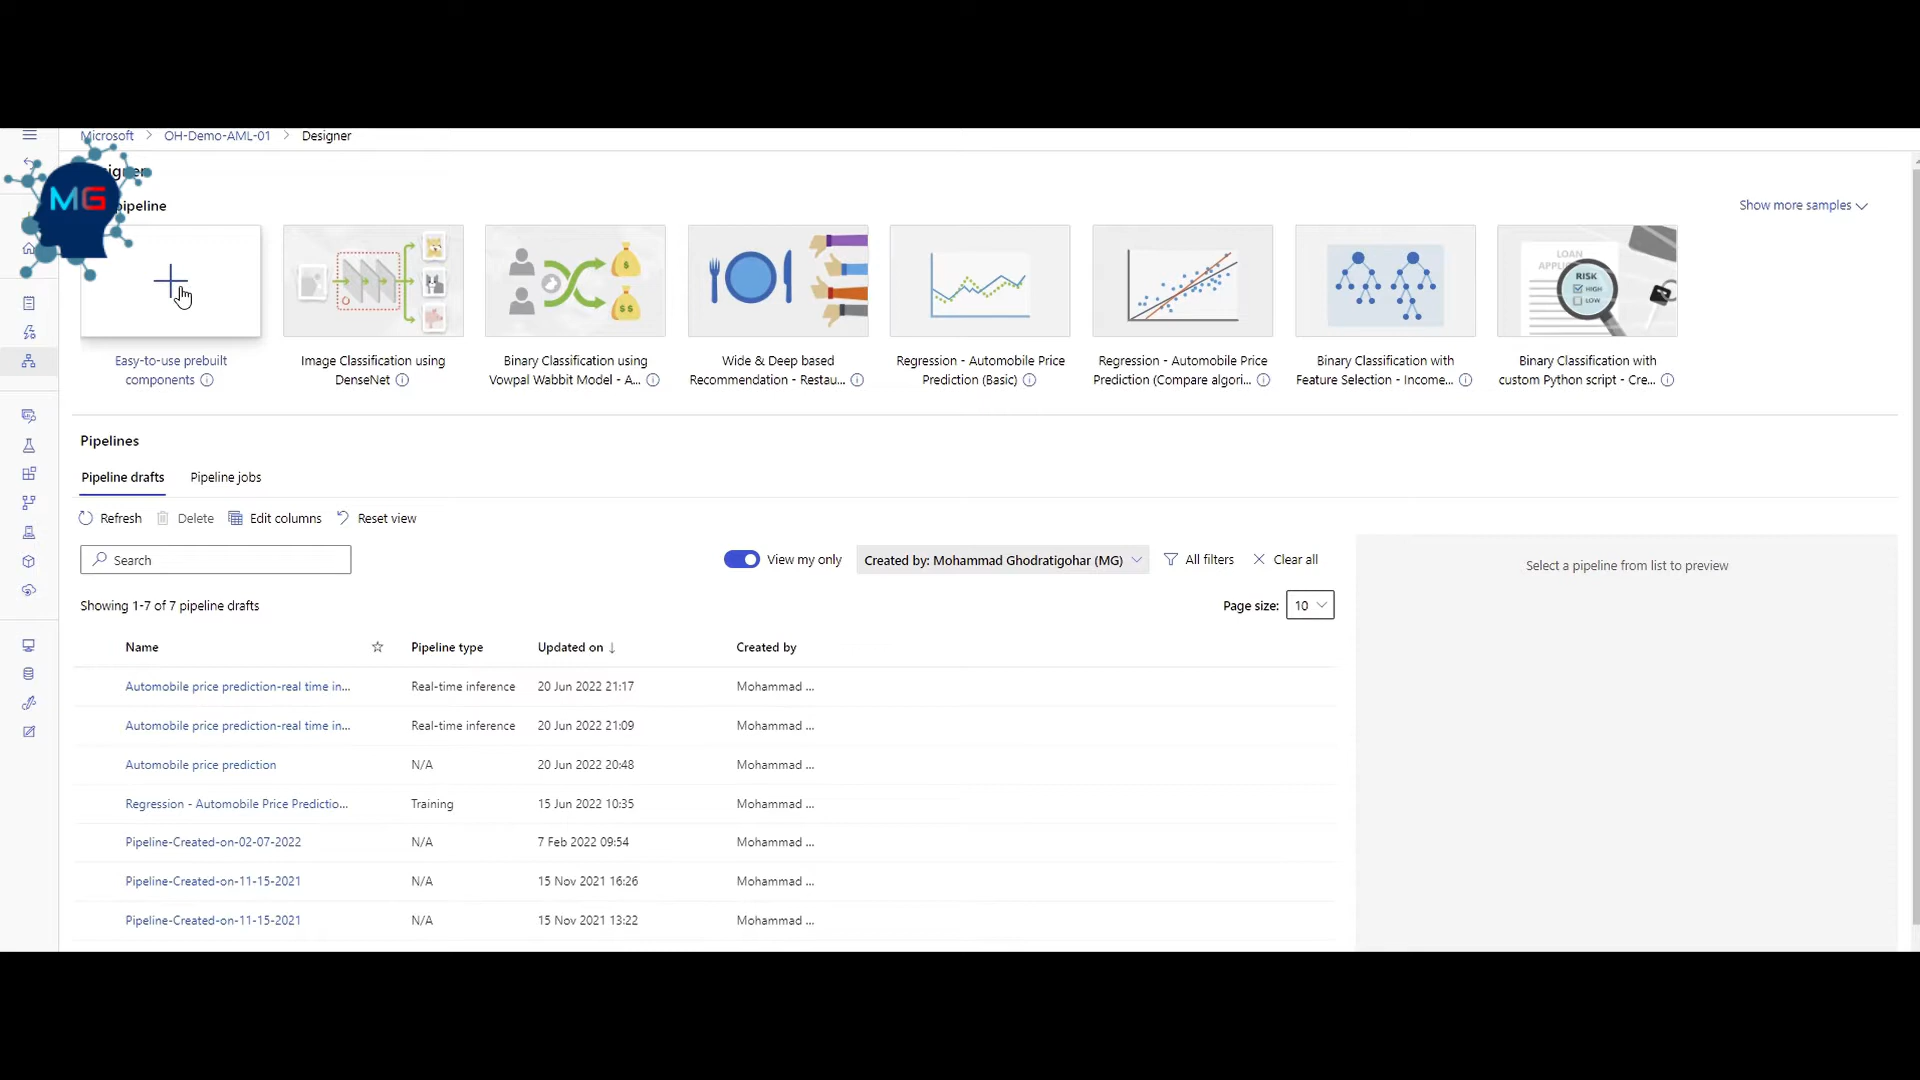 Microsoft > OH-Demo-AML-01 > Designer
MG
pipeline
Show more samples
LOAN
RISK
HIGH
LOW
$
$$
Easy-to-use prebuilt
components
Image Classification using
DenseNet
Binary Classification using
Vowpal Wabbit Model - A...
Wide & Deep based
Recommendation - Restau...
Regression - Automobile Price
Prediction (Basic)
Regression - Automobile Price
Prediction (Compare algori...
Binary Classification with
Feature Selection - Income...
Binary Classification with
custom Python script - Cre...
Pipelines
Pipeline drafts Pipeline jobs
Refresh Delete Edit columns Reset view
Search View my only Created by: Mohammad Ghodratigohar (MG) All filters Clear all
Select a pipeline from list to preview
Showing 1-7 of 7 pipeline drafts Page size: 10
Name Pipeline type Updated on ↓ Created by
Automobile price prediction-real time in... Real-time inference 20 Jun 2022 21:17 Mohammad ...
Automobile price prediction-real time in... Real-time inference 20 Jun 2022 21:09 Mohammad ...
Automobile price prediction N/A 20 Jun 2022 20:48 Mohammad ...
Regression - Automobile Price Predictio... Training 15 Jun 2022 10:35 Mohammad ...
Pipeline-Created-on-02-07-2022 N/A 7 Feb 2022 09:54 Mohammad ...
Pipeline-Created-on-11-15-2021 N/A 15 Nov 2021 16:26 Mohammad ...
Pipeline-Created-on-11-15-2021 N/A 15 Nov 2021 13:22 Mohammad ...